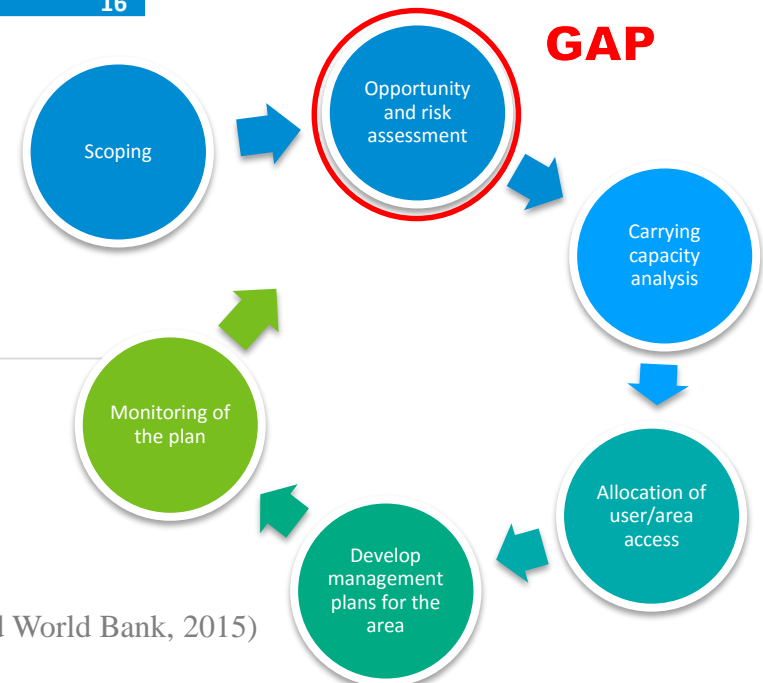 16
GAP
Scoping
Opportunity
and risk
assessment
Carrying
capacity
analysis
Allocation of
user/area
access
Develop
management
plans for the
area
Monitoring of
the plan
World Bank, 2015)